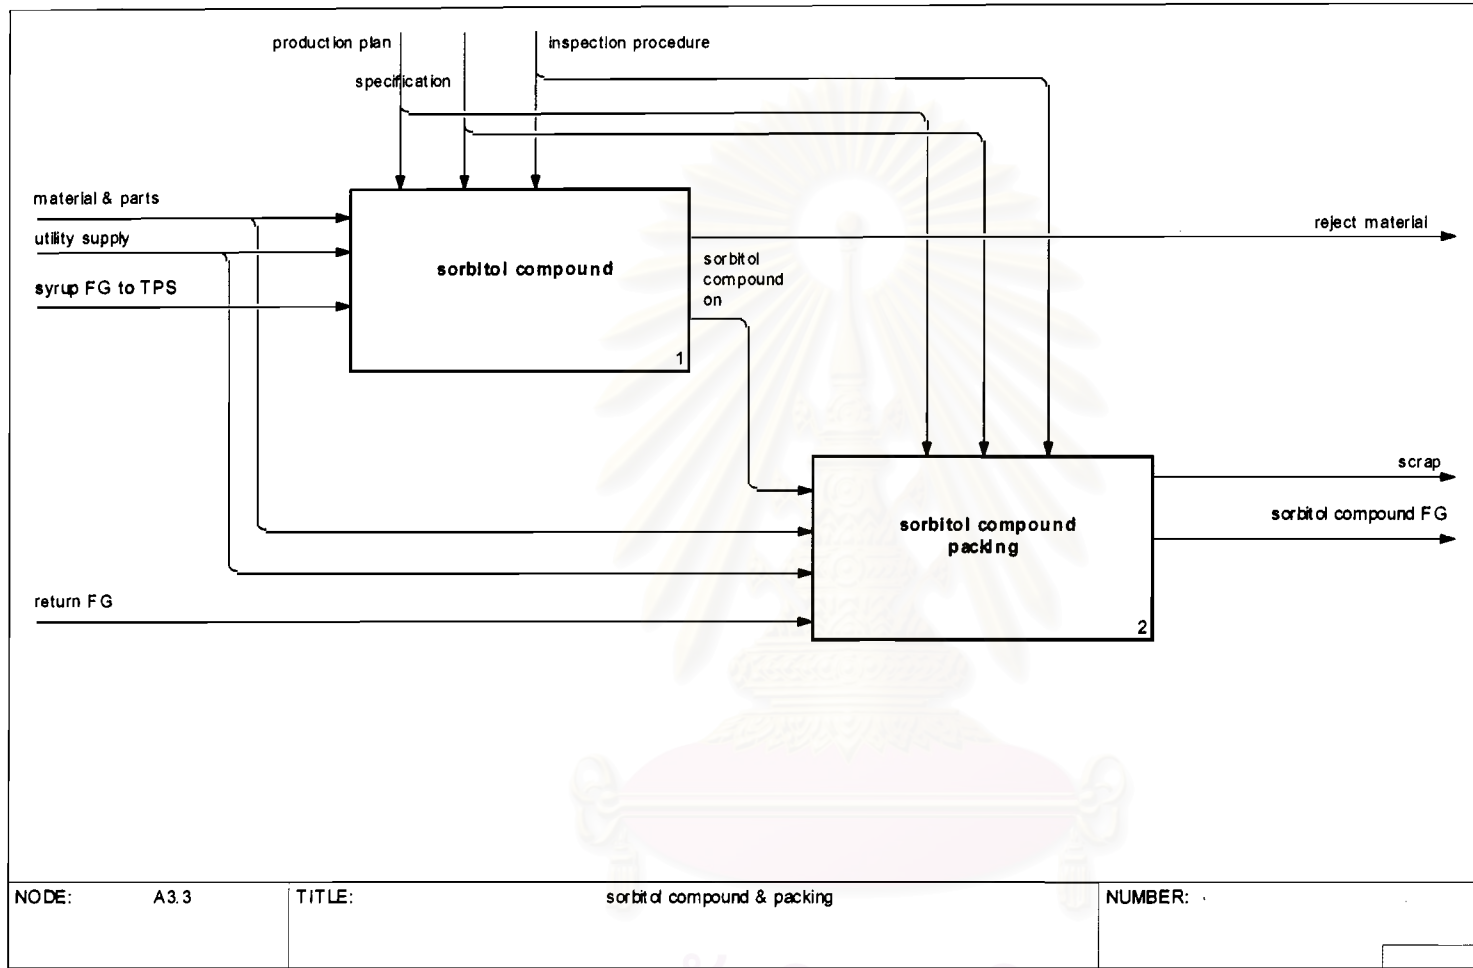 production plan
inspection procedure
specification
material & parts
reject material
utility supply
sorbitol compound
sorbitol
compound
on
syrup FG to TPS
1
scrap
sorbitol compound FG
sorbitol compound
packing
return FG
2
NODE: A3.3 TITLE: sorbitol compound & packing NUMBER: